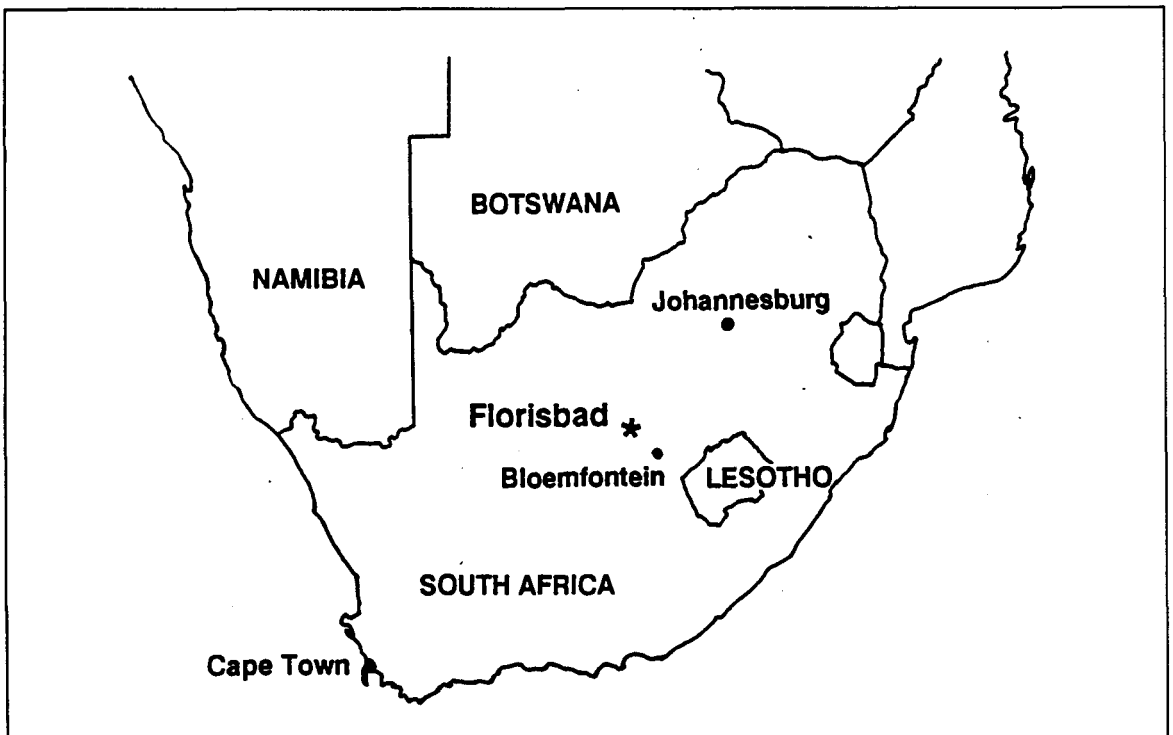 BOTSWANA
NAMIBIA
Johannesburg
Florisbad *
Bloemfontein
LESOTHO
SOUTH AFRICA
Cape Town